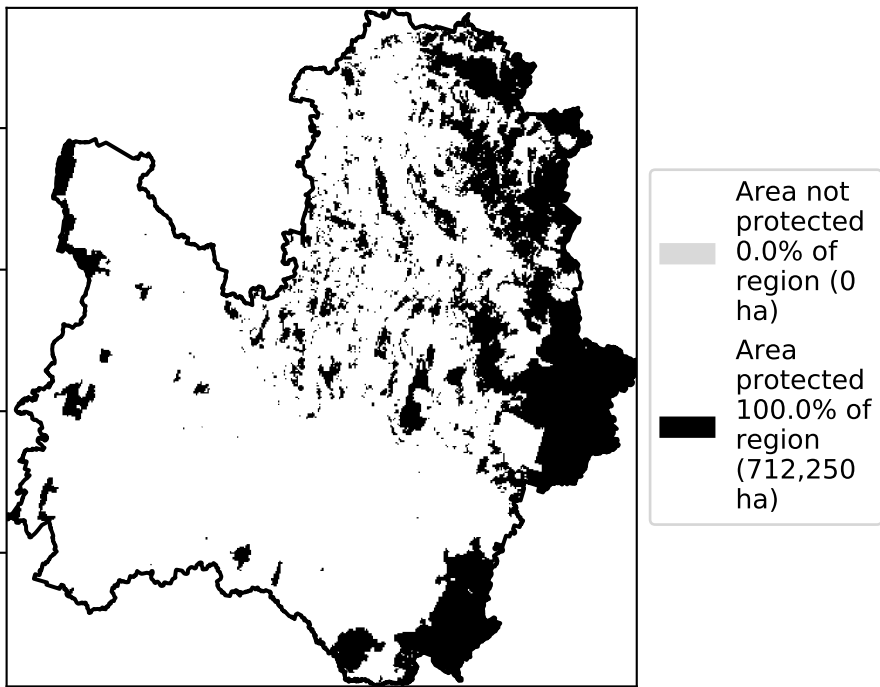 Area not
protected
0.0% of
region (0
ha)
Area
protected
100.0% of
region
(712,250
ha)